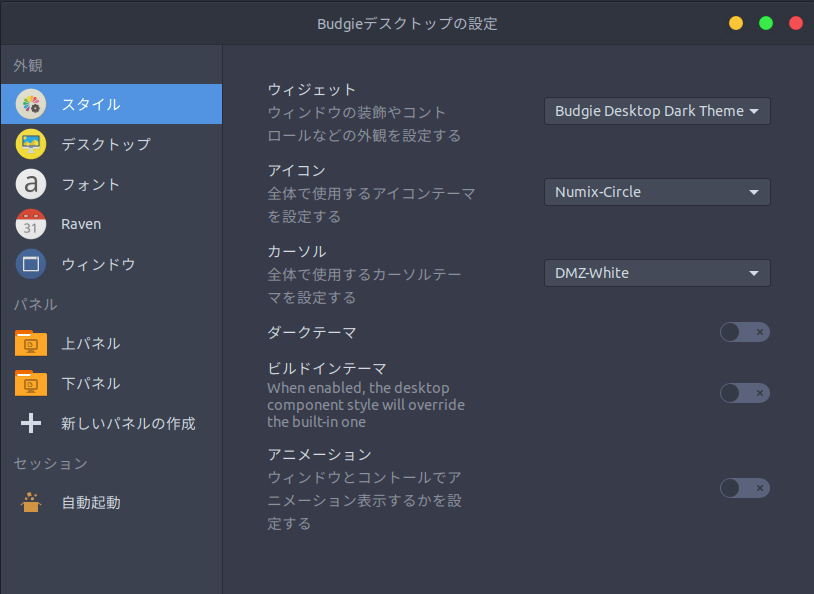 Budgieデスクトップの設定
外観
スタイル
デスクトップ
a
フォント
31
Raven
ウィンドウ
パネル
上パネル
下パネル
新しいパネルの作成
セッション
自動起動
ウィジェット
ウィンドウの装飾やコント
ロールなどの外観を設定する
Budgie Desktop Dark Theme
アイコン
全体で使用するアイコンテーマ
を設定する
Numix-Circle
カーソル
全体で使用するカーソルテー
マを設定する
DMZ-White
ダークテーマ
ビルドインテーマ
When enabled, the desktop
component style will override
the built-in one
アニメーション
ウィンドウとコントロールでア
ニメーション表示するかを設
定する